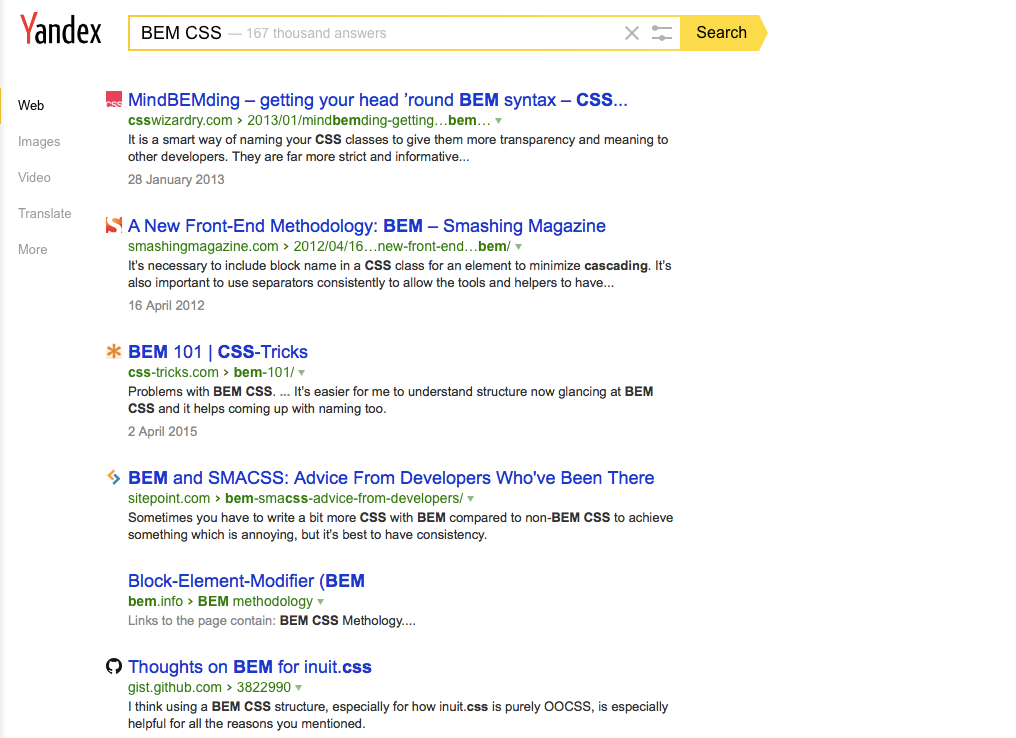 Yandex
BEM CSS — 167 thousand answers
Search
Web
Images
Video
Translate
More
CSS
MindBEMding – getting your head ’round BEM syntax – CSS...
csswizardry.com › 2013/01/mindbemding-getting…bem…
It is a smart way of naming your CSS classes to give them more transparency and meaning to
other developers. They are far more strict and informative...
28 January 2013
A New Front-End Methodology: BEM – Smashing Magazine
smashingmagazine.com › 2012/04/16…new-front-end…bem/
It’s necessary to include block name in a CSS class for an element to minimize cascading. It’s
also important to use separators consistently to allow the tools and helpers to have...
16 April 2012
BEM 101 | CSS-Tricks
css-tricks.com › bem-101/
Problems with BEM CSS. ... It’s easier for me to understand structure now glancing at BEM
CSS and it helps coming up with naming too.
2 April 2015
BEM and SMACSS: Advice From Developers Who've Been There
sitepoint.com › bem-smacss-advice-from-developers/
Sometimes you have to write a bit more CSS with BEM compared to non-BEM CSS to achieve
something which is annoying, but it’s best to have consistency.
Block-Element-Modifier (BEM
bem.info › BEM methodology
Links to the page contain: BEM CSS Methology....
Thoughts on BEM for inuit.css
gist.github.com › 3822990
I think using a BEM CSS structure, especially for how inuit.css is purely OOCSS, is especially
helpful for all the reasons you mentioned.